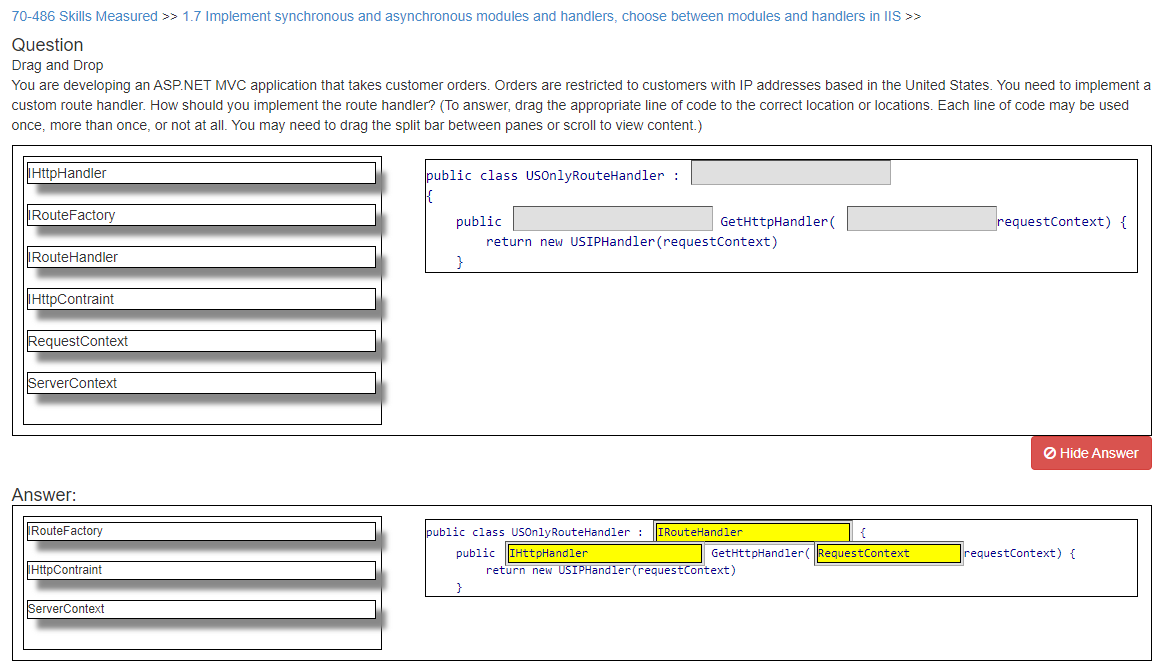 70-486 Skills Measured >> 1.7 Implement synchronous and asynchronous modules and handlers, choose between modules and handlers in IIS >>
Question
Drag and Drop
You are developing an ASP.NET MVC application that takes customer orders. Orders are restricted to customers with IP addresses based in the United States. You need to implement a
custom route handler. How should you implement the route handler? (To answer, drag the appropriate line of code to the correct location or locations. Each line of code may be used
once, more than once, or not at all. You may need to drag the split bar between panes or scroll to view content.)
IHttpHandler
IRouteFactory
IRouteHandler
IHttpContraint
RequestContext
ServerContext
public class USOnlyRouteHandler :
{
public GetHttpHandler( requestContext) {
return new USIPHandler(requestContext)
}
Hide Answer
Answer:
IRouteFactory
IHttpContraint
ServerContext
public class USOnlyRouteHandler : IRouteHandler {
public IHttpHandler GetHttpHandler( RequestContext requestContext) {
return new USIPHandler(requestContext)
}